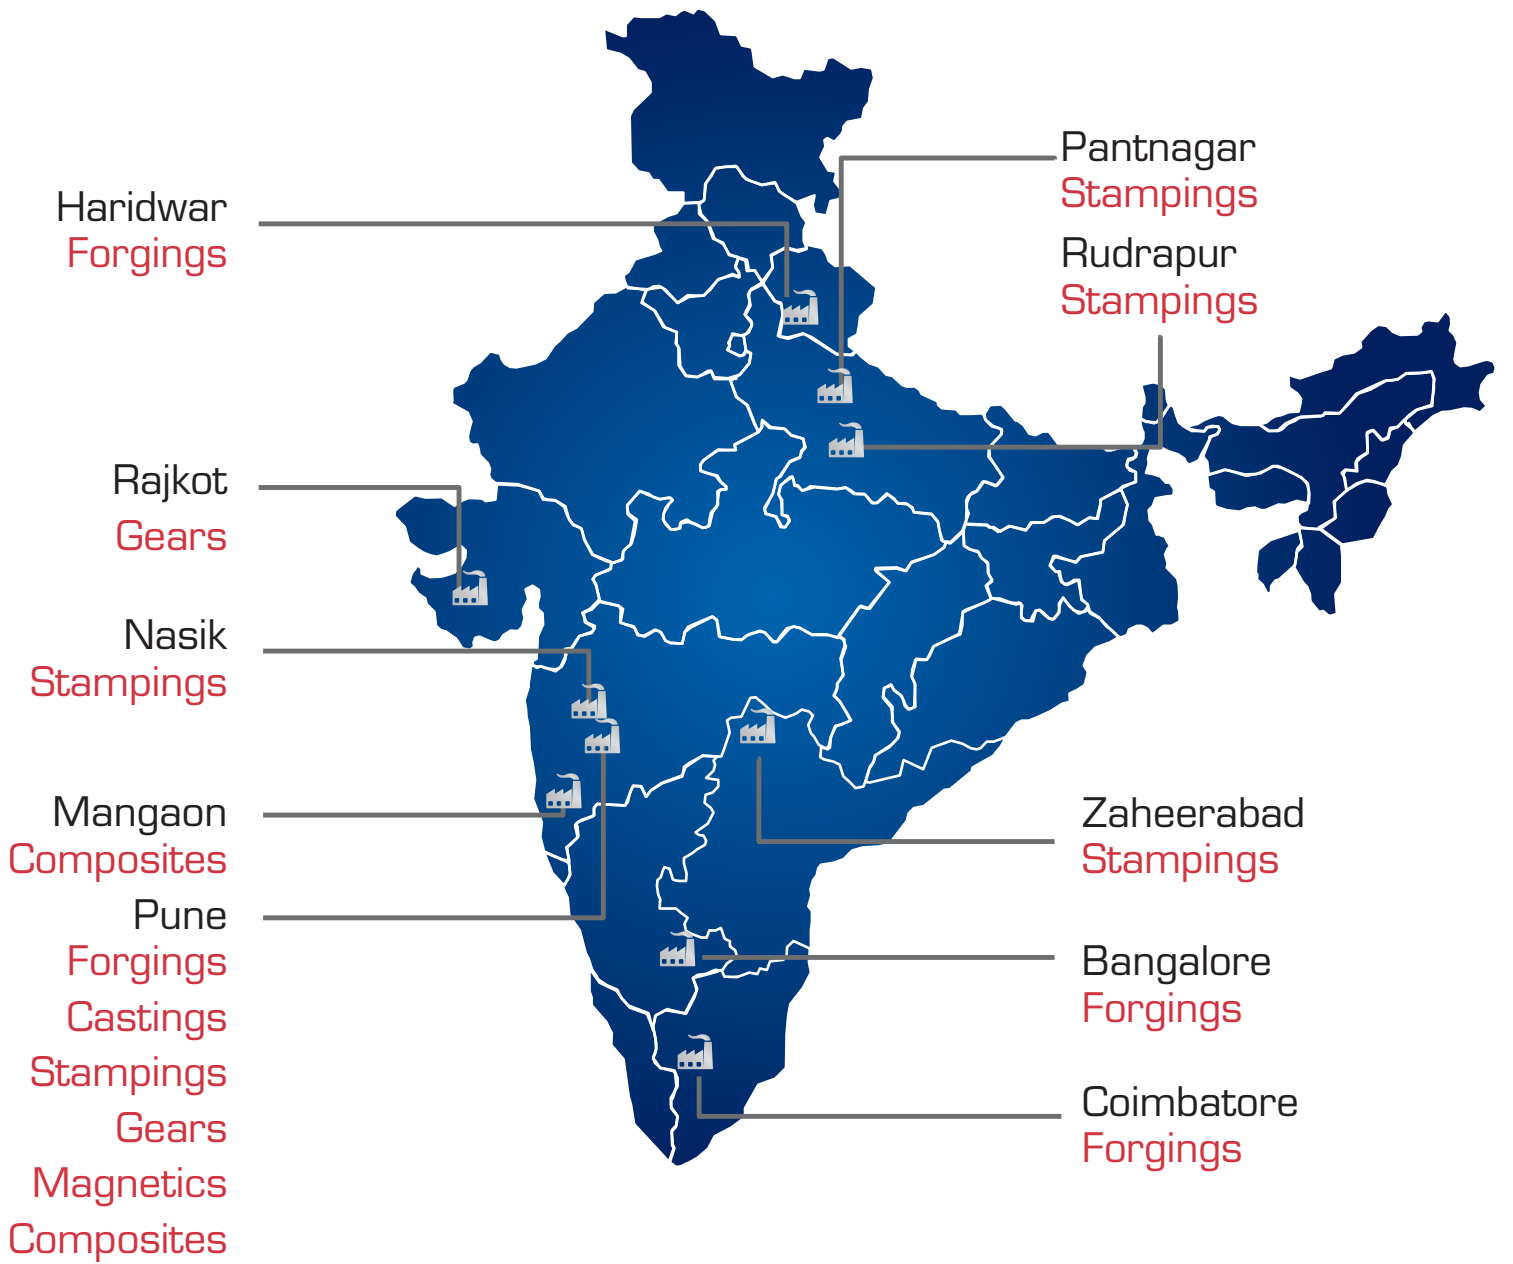 Haridwar
Forgings
Rajkot
Gears
Nasik
Stampings
Mangaon
Composites
Pune
Forgings
Castings
Stampings
Gears
Magnetics
Composites
Pantnagar
Stampings
Rudrapur
Stampings
Zaheerabad
Stampings
Bangalore
Forgings
Coimbatore
Forgings